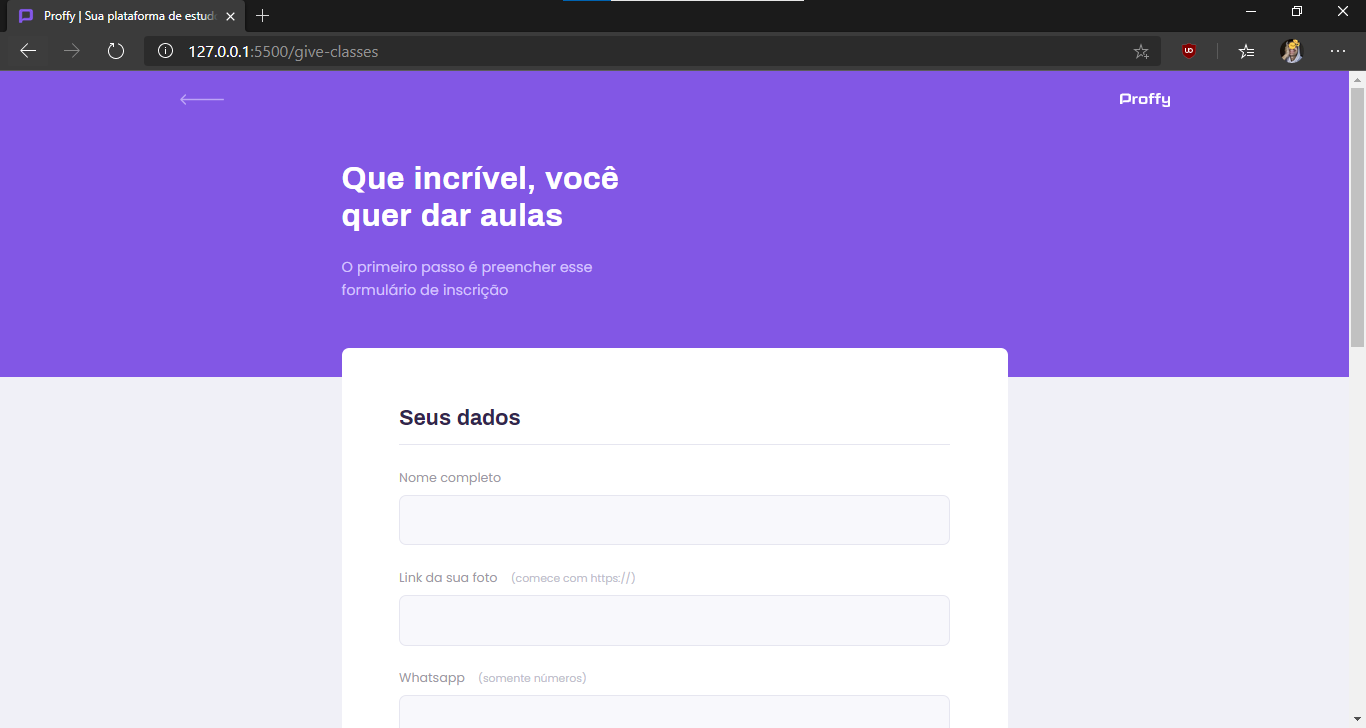 Proffy | Sua plataforma de estud
127.0.0.1:5500/give-classes
Proffy
Que incrível, você
quer dar aulas
O primeiro passo é preencher esse
formulário de inscrição
Seus dados
Nome completo
Link da sua foto (comece com https://)
Whatsapp (somente números)